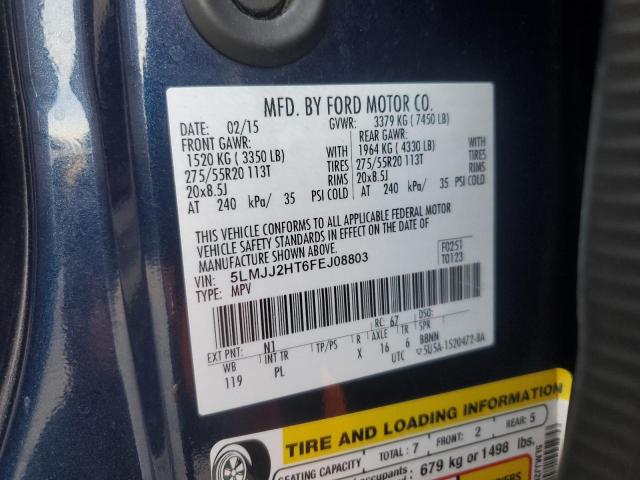 MFD. BY FORD MOTOR CO.
DATE: 02/15 GVWR: 3379 KG ( 7450 LB)
FRONT GAWR: REAR GAWR:
1520 KG ( 3350 LB) WITH 1964 KG ( 4330 LB) WITH
275/55R20 113T TIRES 275/55R20 113T TIRES
20x8.5J RIMS 20x8.5J RIMS
AT 240 kPa/ 35 PSI COLD AT 240 kPa/ 35 PSI COLD
THIS VEHICLE CONFORMS TO ALL APPLICABLE FEDERAL MOTOR
VEHICLE SAFETY STANDARDS IN EFFECT ON THE DATE OF
MANUFACTURE SHOWN ABOVE.
VIN: 5LMJJ2HT6FEJ08803 F0251
TYPE: MPV T0123
EXT PNT: N1 RC: 67 DSO:
WB INT TR TP/PS R AXLE TR SPR
119 PL X 16 6 BBNN
UTC 5U5A-1520472-BA
TIRE AND LOADING INFORMATION
SEATING CAPACITY TOTAL : 7 FRONT: 2 REAR: 5
679 kg or 1498 lbs.